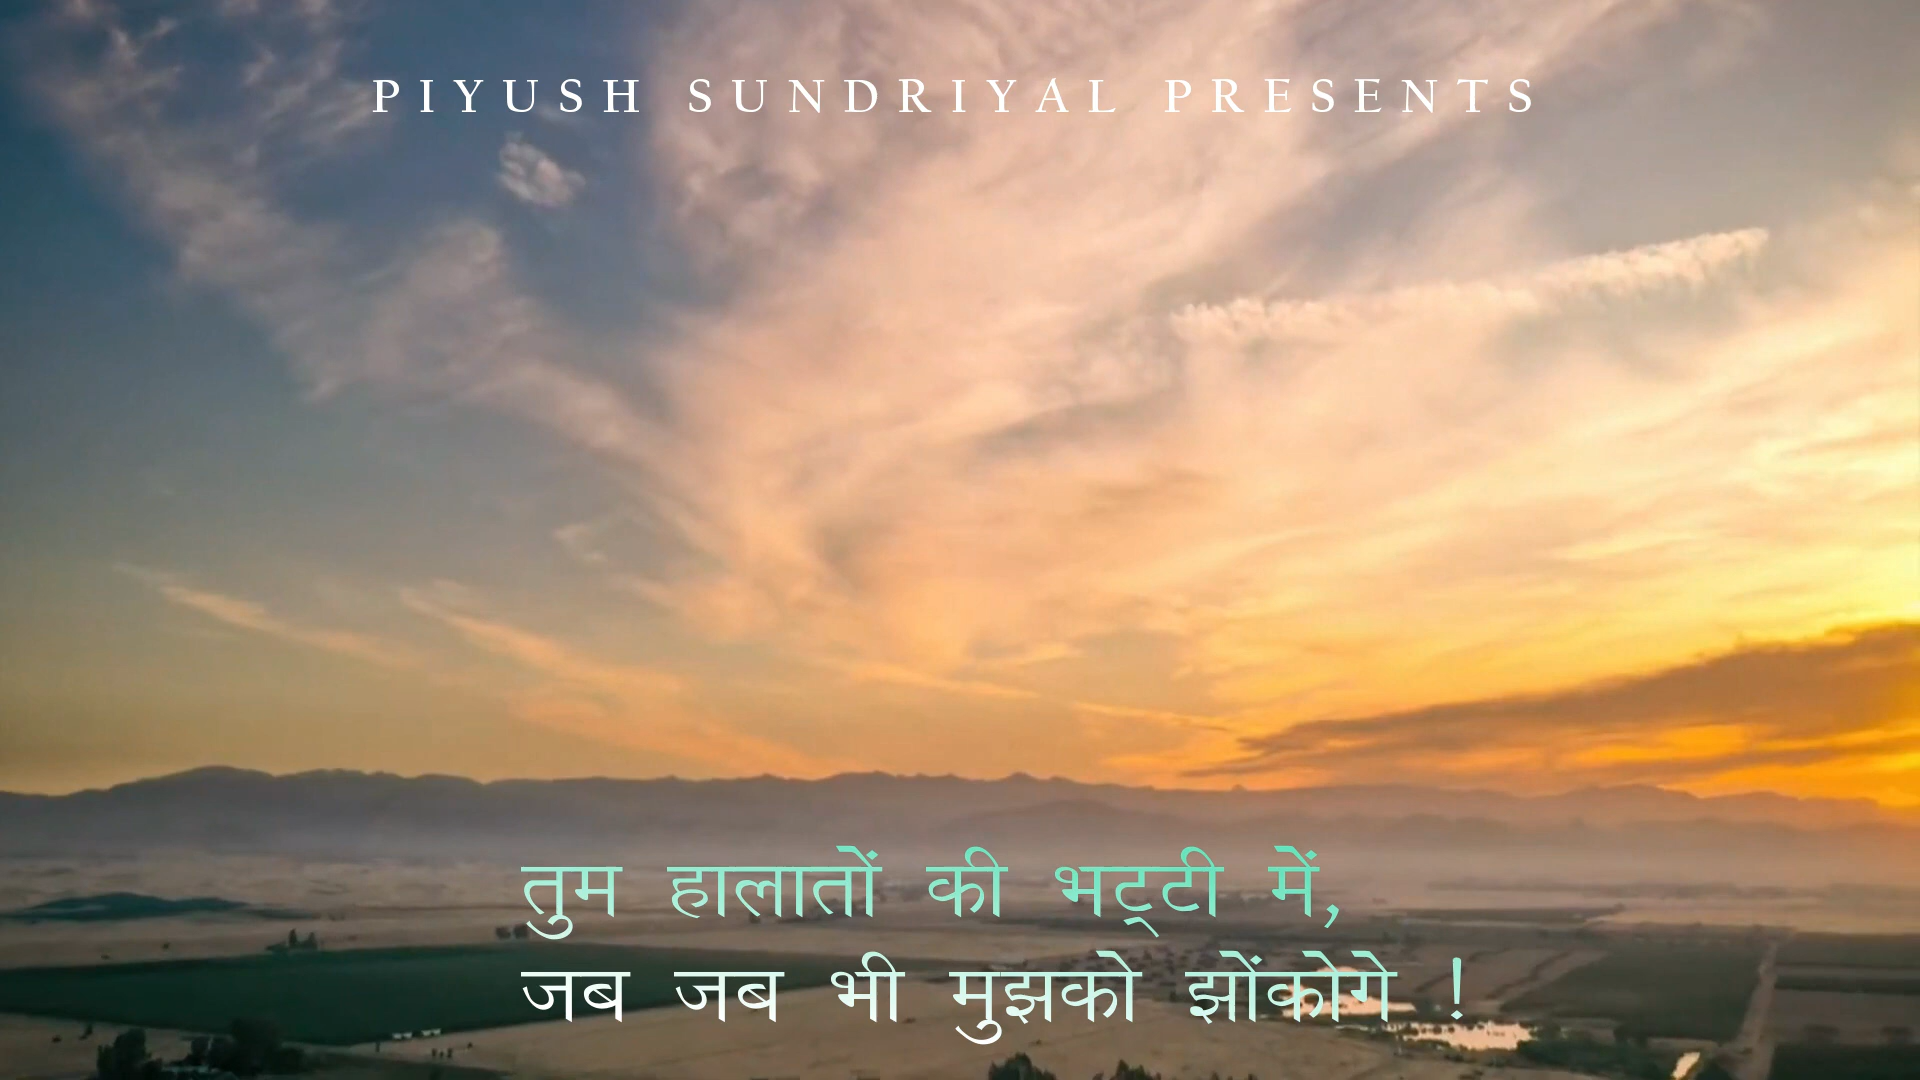 PIYUSH SUNDRIYAL PRESENTS
तुम हालातों की भट्टी में,
जब जब भी मुझको झोंकोगे !